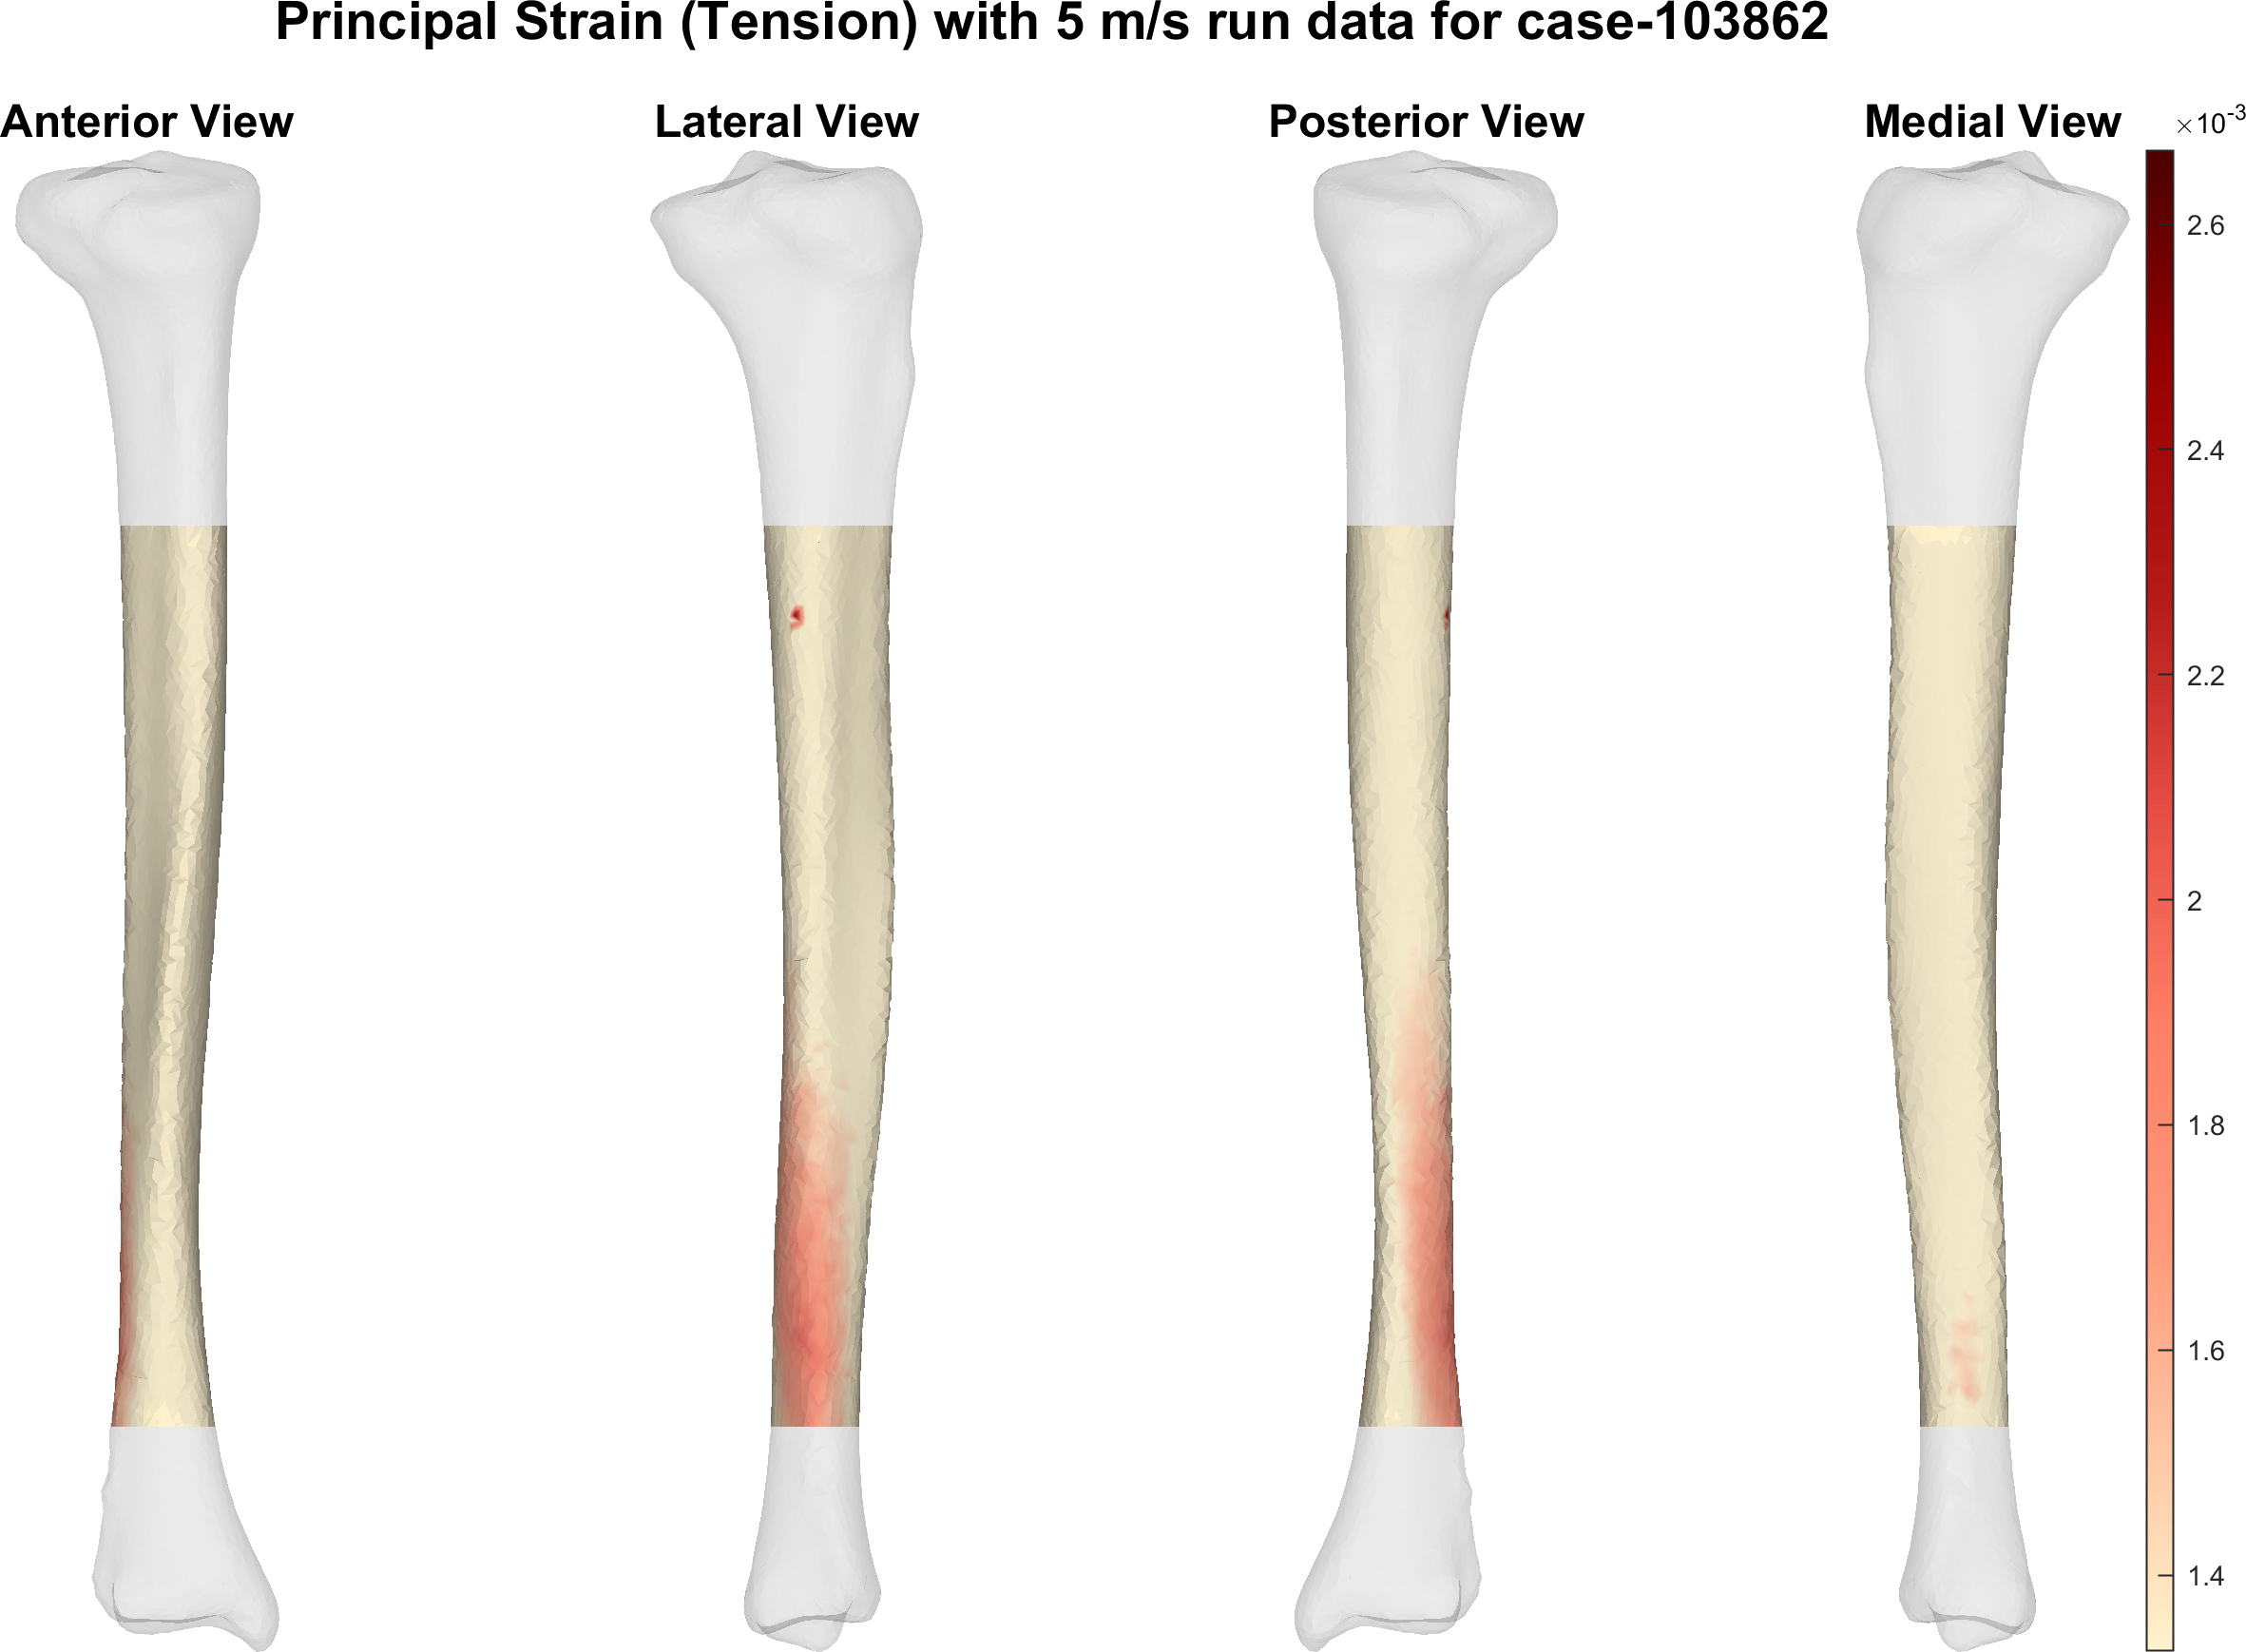 Principal Strain (Tension) with 5 m/s run data for case-103862
Anterior View
Lateral View
Posterior View
Medial View
×10-3
2.6
2.4
2.2
2
1.8
1.6
1.4